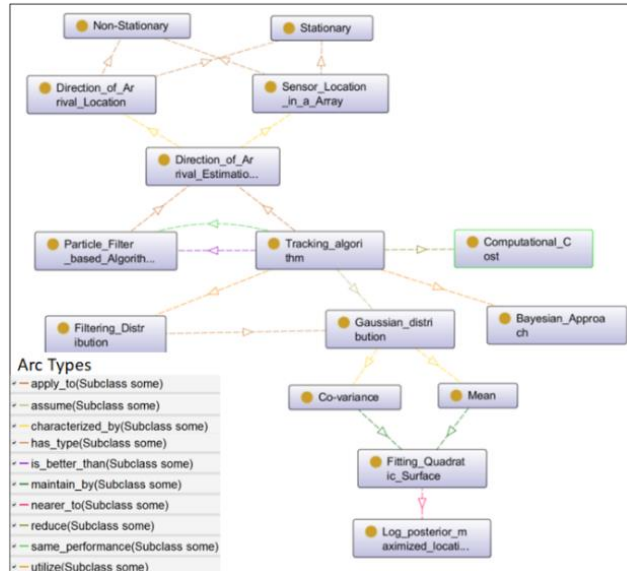 Non-Stationary
Stationary
Direction_of_Ar
rival_Location
Sensor_Location
_in_a_Array
Direction_of_Ar
rival_Estimatio...
Particle_Filter
_based_Algorith...
Tracking_algori
thm
Computational_C
ost
Filtering_Distr
ibution
Gaussian_distri
bution
Bayesian_Approa
ch
Arc Types
apply_to(Subclass some)
assume(Subclass some)
characterized_by(Subclass some)
has_type(Subclass some)
is_better_than(Subclass some)
maintain_by(Subclass some)
nearer_to(Subclass some)
reduce(Subclass some)
same_performance(Subclass some)
utilize(Subclass some)
Co-variance
Mean
Fitting_Quadrat
ic_Surface
Log_posterior_m
aximized_locati...